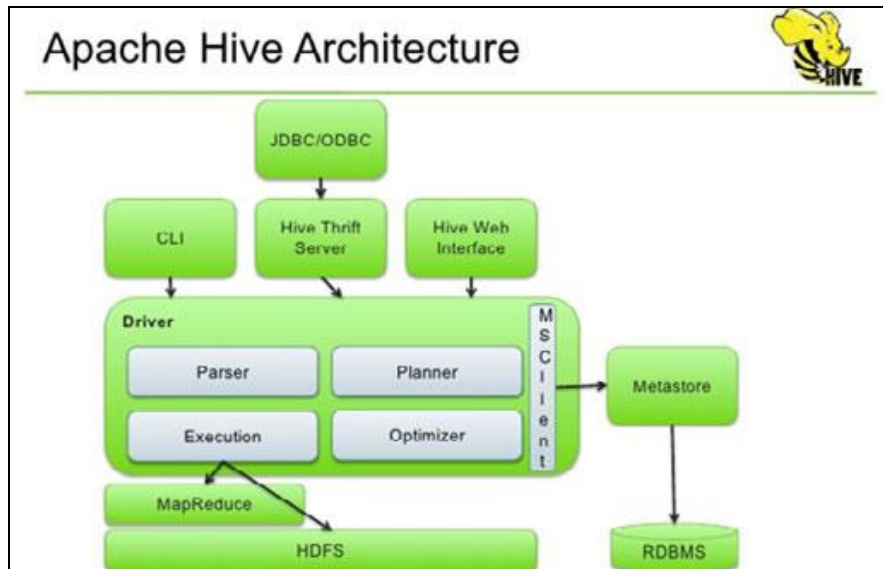 Apache Hive Architecture
HIVE
JDBC/ODBC
CLI
Hive Thrift
Server
Hive Web
Interface
Driver
Parser
Planner
Execution
Optimizer
MSClient
Metastore
MapReduce
HDFS
RDBMS